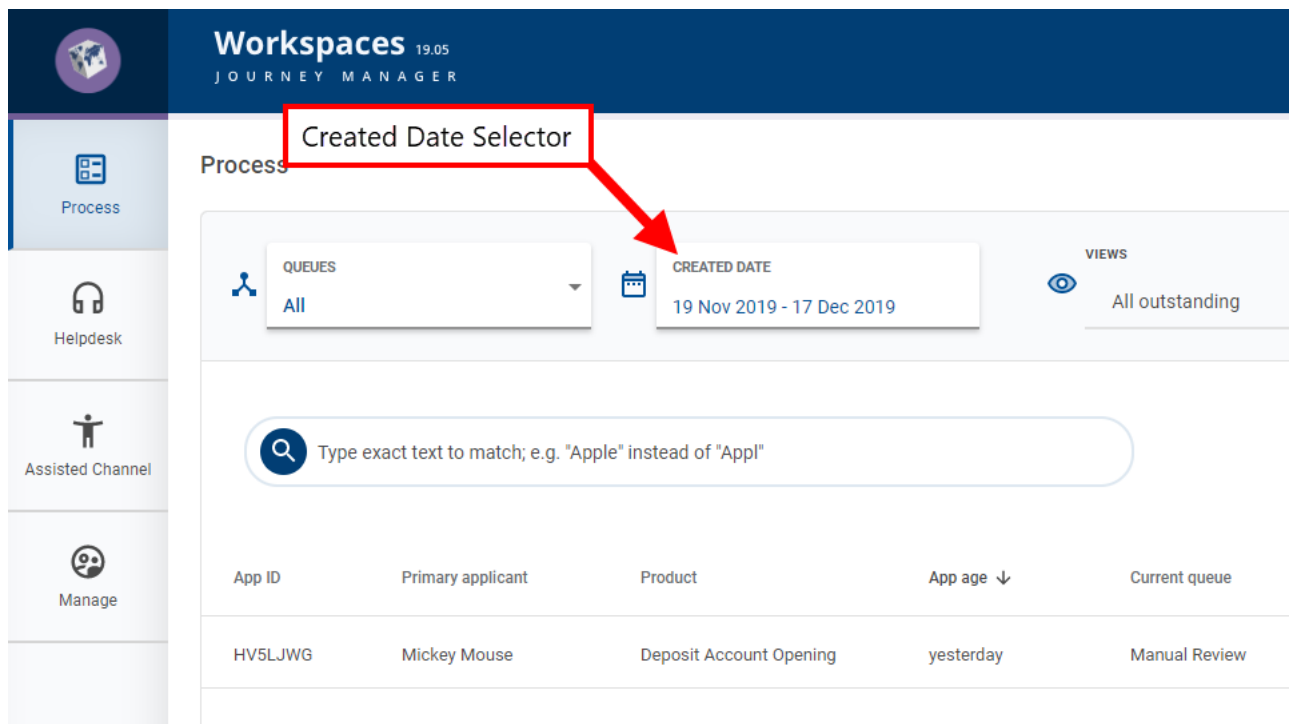 Workspaces 19.05
JOURNEY MANAGER
Created Date Selector
Process
Process
QUEUES
All
CREATED DATE
19 Nov 2019 - 17 Dec 2019
VIEWS
All outstanding
Helpdesk
Type exact text to match; e.g. "Apple" instead of "Appl"
Assisted Channel
App ID Primary applicant Product App age Current queue
Manage
HV5LJWG Mickey Mouse Deposit Account Opening yesterday Manual Review